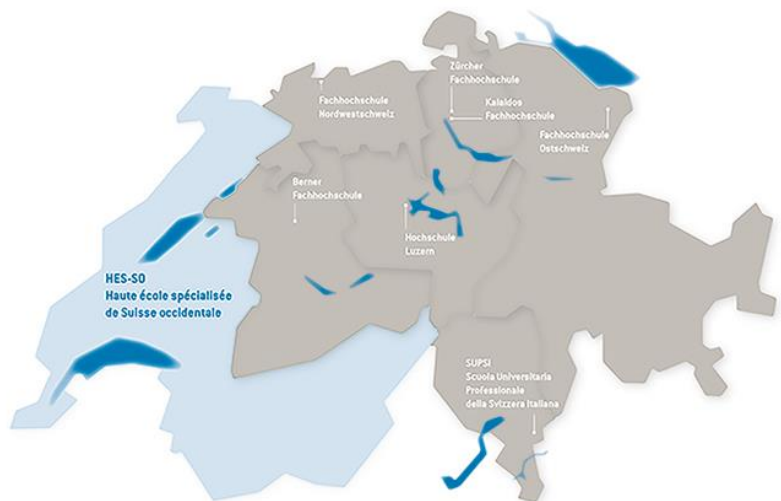 Zürcher
Fachhochschule
Kalaidos
Fachhochschule
Fachhochschule
Nordwestschweiz
Fachhochschule
Ostschweiz
Berner
Fachhochschule
Hochschule
Luzern
HES-SO
Haute école spécialisée
de Suisse occidentale
SUPSI
Scuola Universitaria
Professionale
della Svizzera Italiana